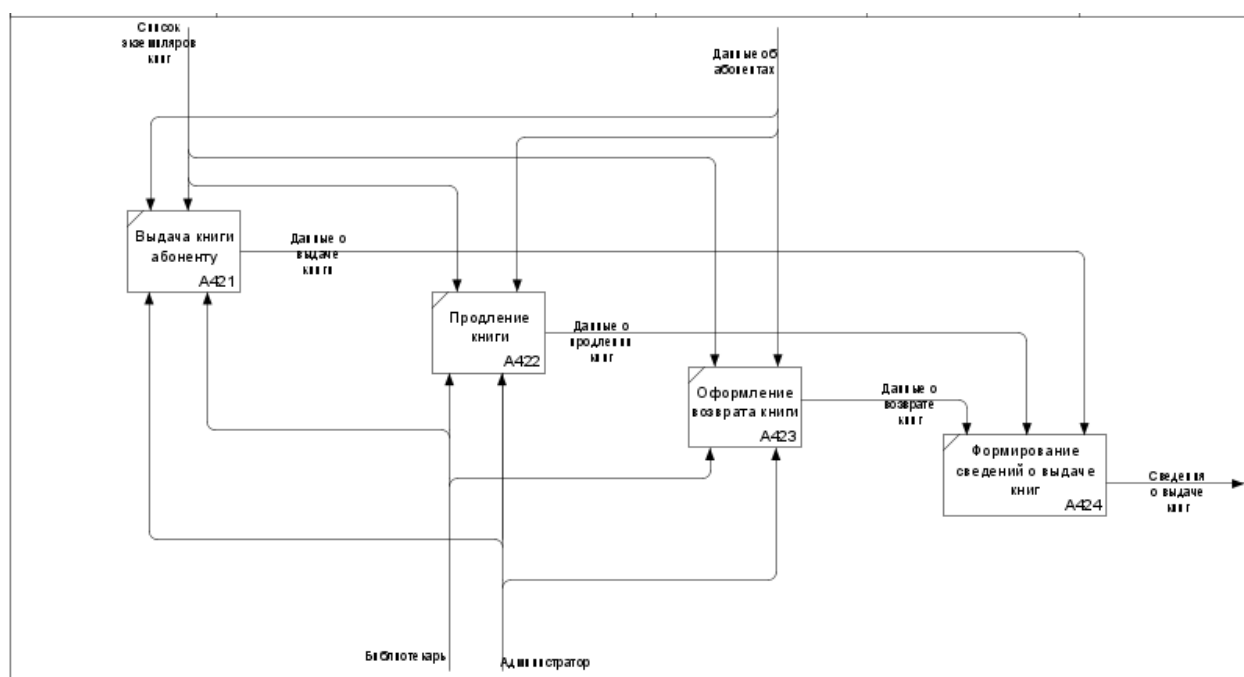 Список
экземпляров
книг
Данные об
абонентах
Выдача книги
абоненту
A421
Данные о
выдаче
книги
Продление
книги
A422
Данные о
продлении
книг
Оформление
возврата книги
A423
Данные о
возврате
книг
Формирование
сведений о выдаче
книг
A424
Сведения
о выдаче
книг
Библиотекарь
Администратор